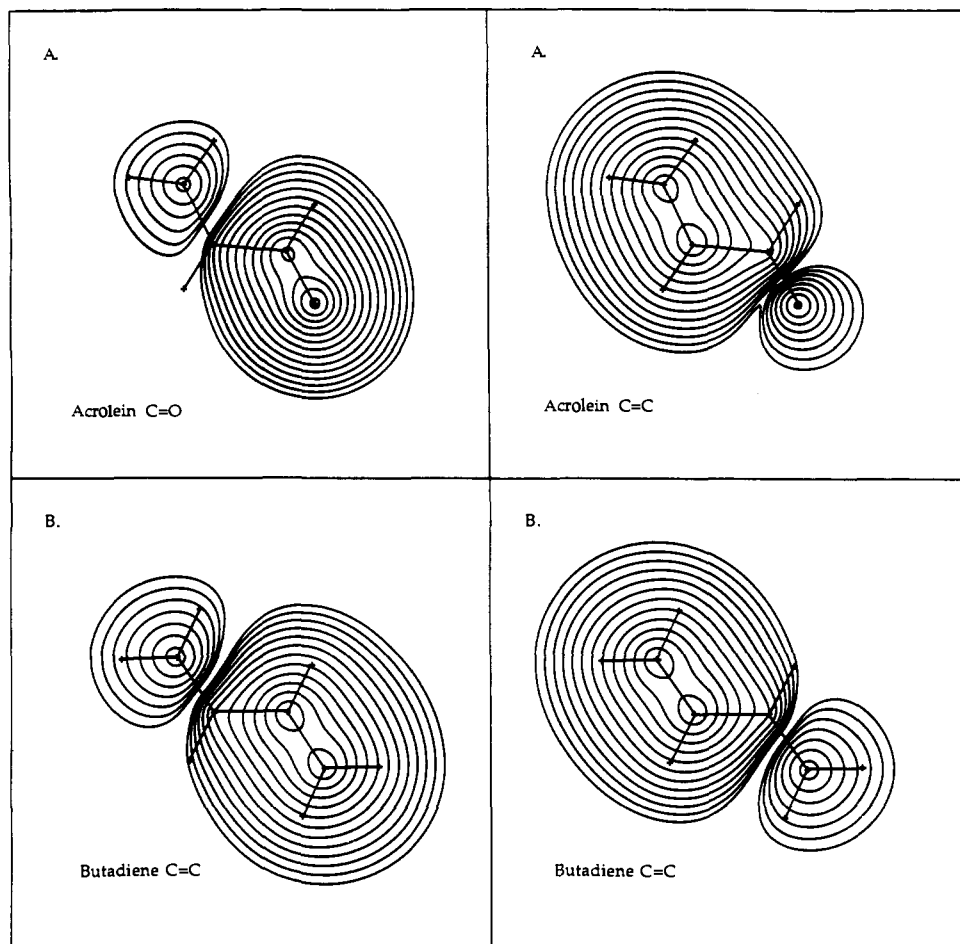 A.
Acrolein C=O
A.
Acrolein C=C
B.
Butadiene C=C
B.
Butadiene C=C